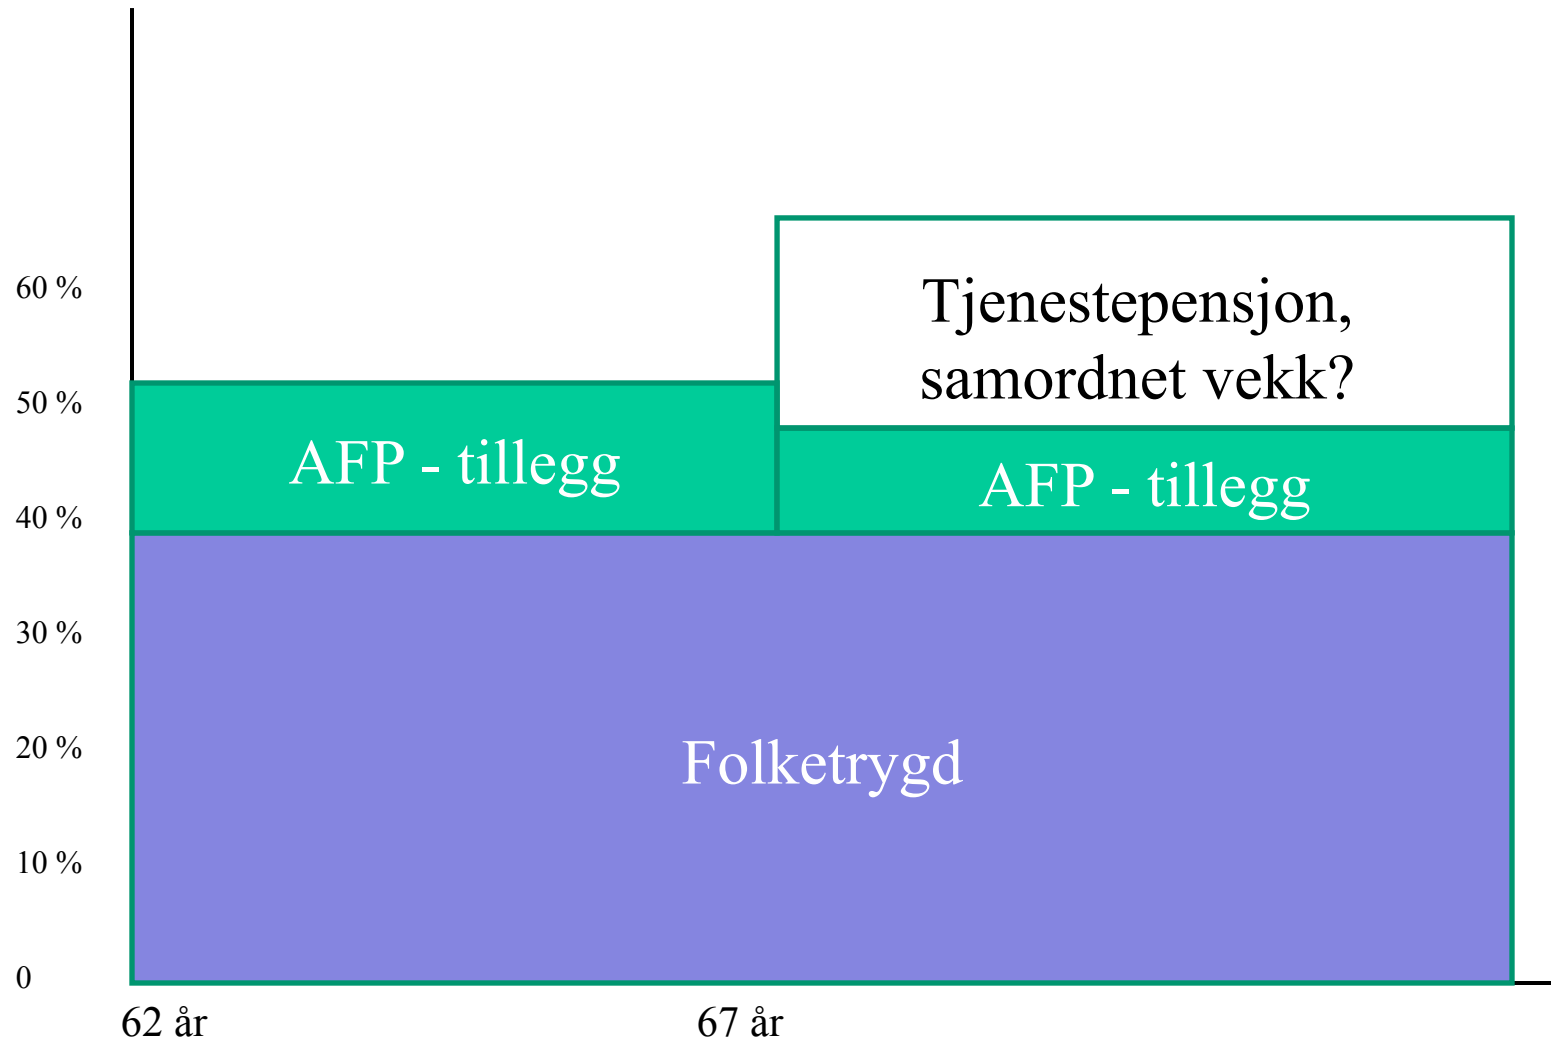 60 %
50 %
40 %
30 %
20 %
10 %
0
Tjenestepensjon,
samordnet vekk?
AFP - tillegg
AFP - tillegg
Folketrygd
62 år
67 år